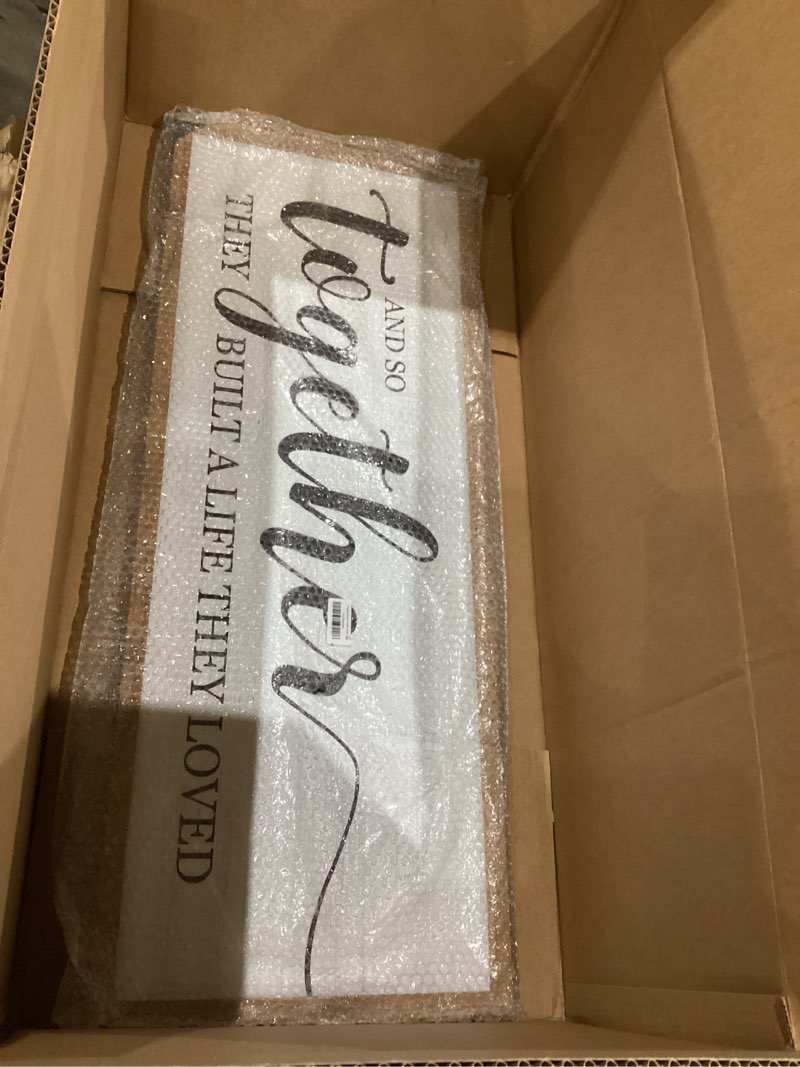 AND SO
together
THEY BUILT A LIFE THEY LOVED